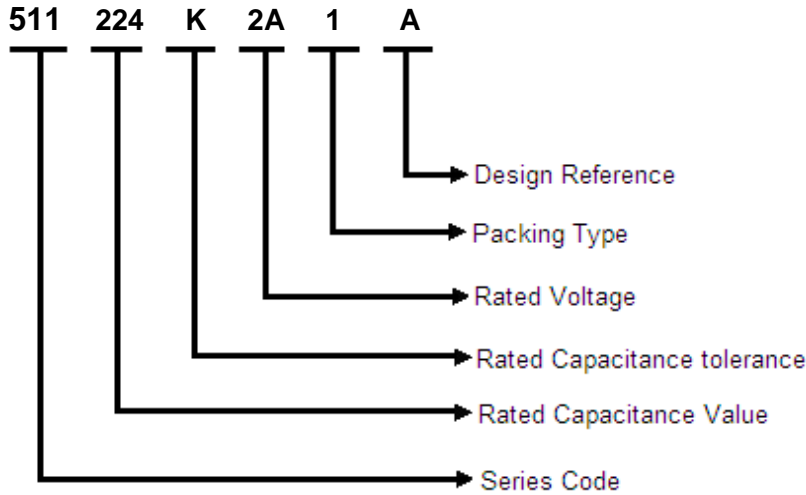 511 224 K 2A 1 A
Design Reference
Packing Type
Rated Voltage
Rated Capacitance tolerance
Rated Capacitance Value
Series Code